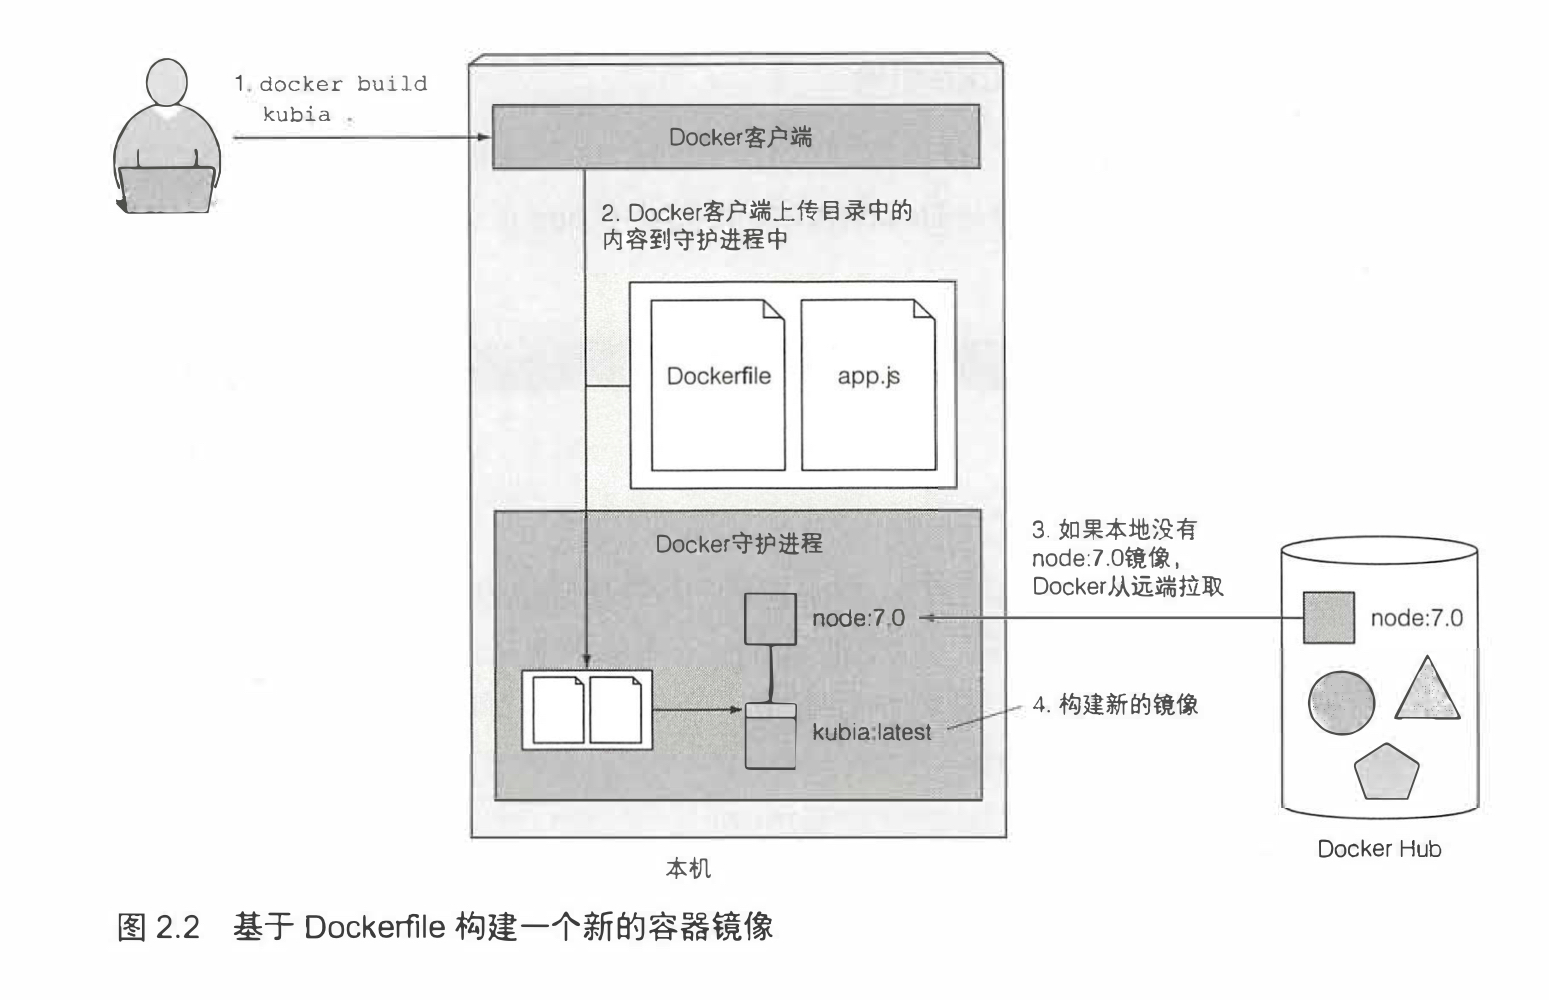 1. docker build
kubia .
Docker客户端
2. Docker客户端上传目录中的
内容到守护进程中
Dockerfile
app.js
Docker守护进程
3. 如果本地没有
node:7.0镜像，
Docker从远端拉取
node:7.0
node:7.0
4. 构建新的镜像
kubia:latest
Docker Hub
本机
图 2.2 基于 Dockerfile 构建一个新的容器镜像